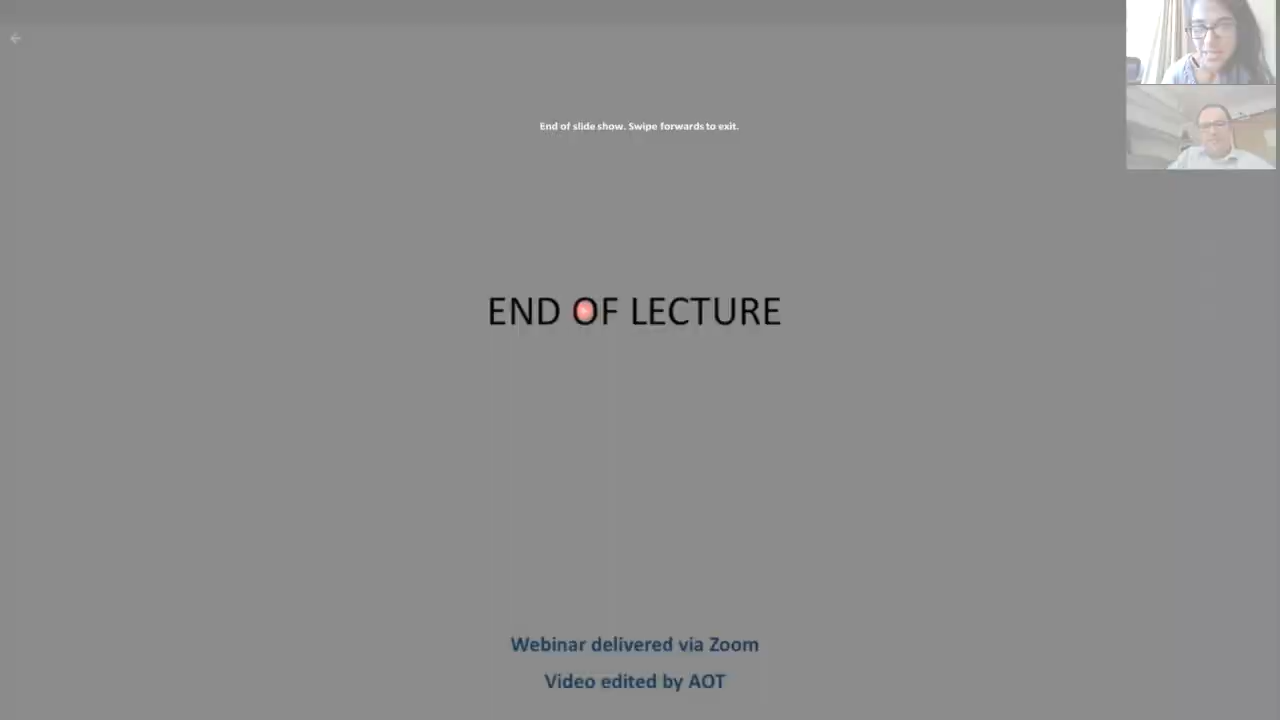 End of slide show. Swipe forwards to exit.
END OF LECTURE
Webinar delivered via Zoom
Video edited by AOT